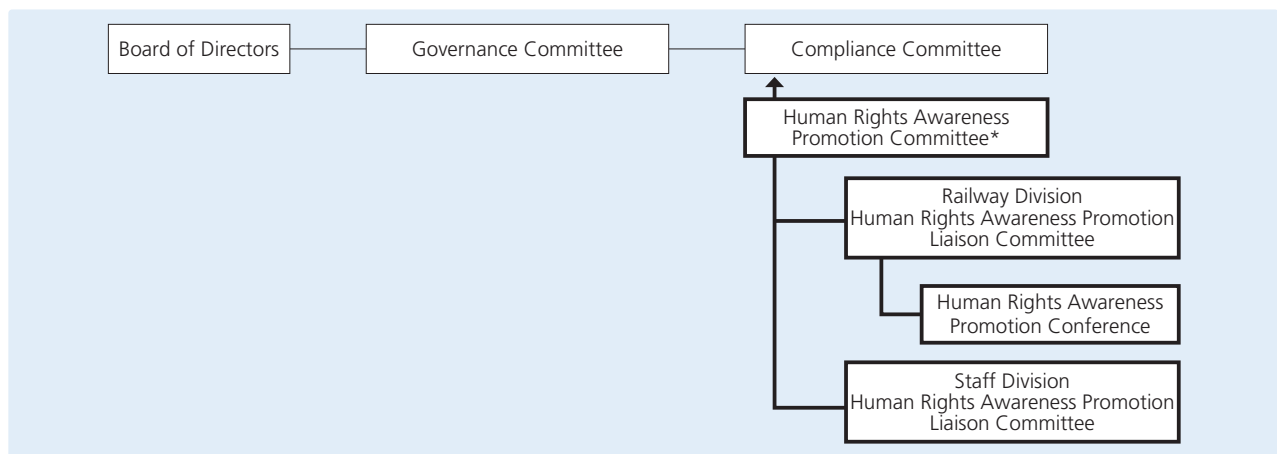 Board of Directors
Governance Committee
Compliance Committee
Human Rights Awareness
Promotion Committee*
Railway Division
Human Rights Awareness Promotion
Liaison Committee
Human Rights Awareness
Promotion Conference
Staff Division
Human Rights Awareness Promotion
Liaison Committee